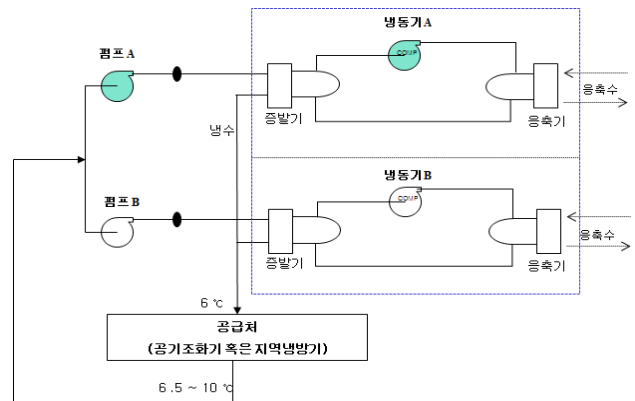 냉동기A
펌프A
COMP
응축수
냉수
증발기
응축기
냉동기B
펌프B
COMP
응축수
증발기
응축기
6 ℃
공급처
(공기조화기 혹은 지역냉방기)
6.5 ~ 10 ℃